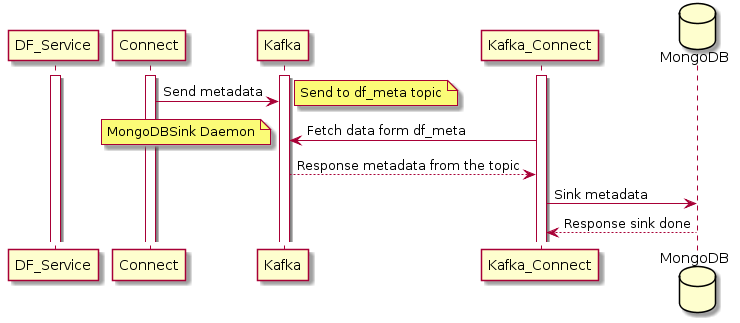 DF_Service
Connect
Kafka
Kafka_Connect
MongoDB
Send metadata
Send to df_meta topic
MongoDBSink Daemon
Fetch data form df_meta
Response metadata from the topic
Sink metadata
Response sink done
DF_Service
Connect
Kafka
Kafka_Connect
MongoDB